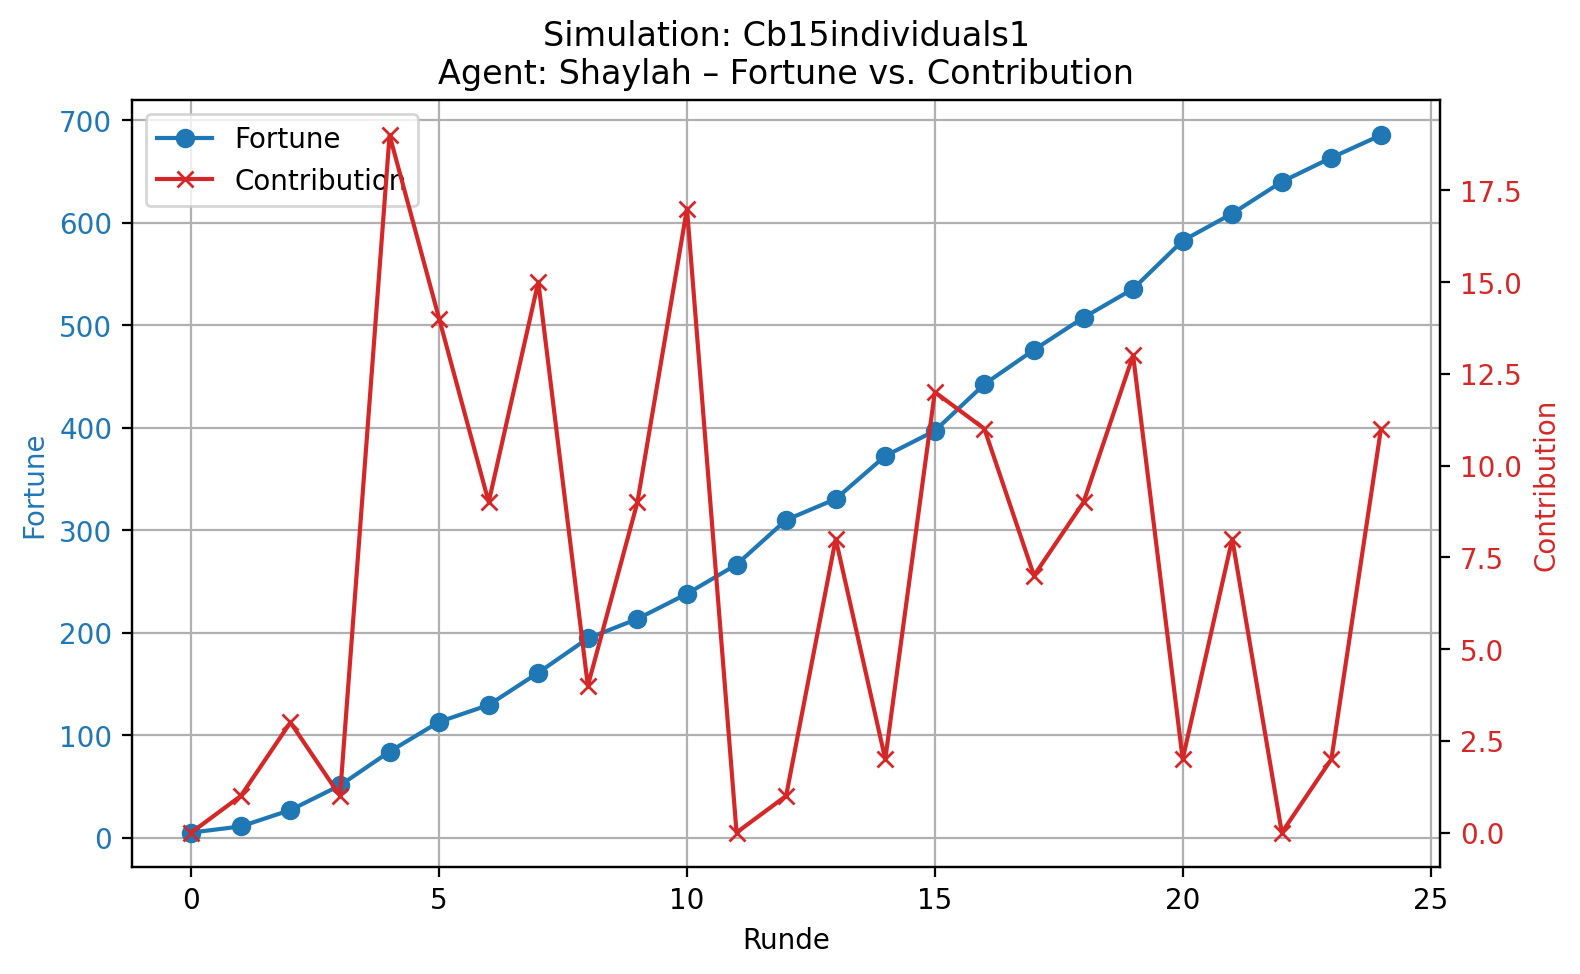 Simulation: Cb15individuals1
Agent: Shaylah – Fortune vs. Contribution
Fortune
Contribution
700
600
500
400
300
200
100
0
Fortune
17.5
15.0
12.5
10.0
7.5
5.0
2.5
0.0
Contribution
0 5 10 15 20 25
Runde